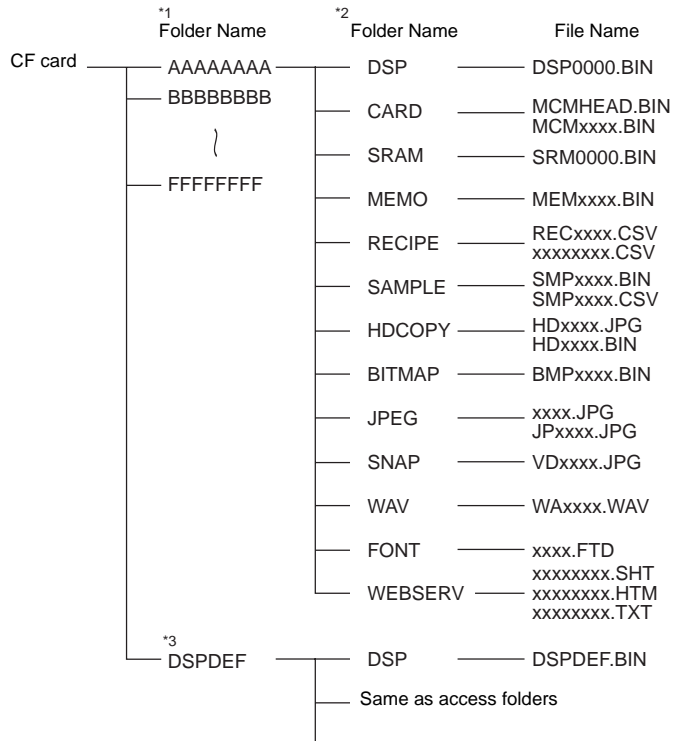 *1 *2
Folder Name Folder Name File Name
CF card AAAAAAAA DSP DSP0000.BIN
BBBBBBBB CARD MCMHEAD.BIN
MCMxxxx.BIN
SRAM SRM0000.BIN
FFFFFFFF MEMO MEMxxxx.BIN
RECIPE RECxxxx.CSV
xxxxxxxx.CSV
SAMPLE SMPxxxx.BIN
SMPxxxx.CSV
HDCOPY HDxxxx.JPG
HDxxxx.BIN
BITMAP BMPxxxx.BIN
JPEG xxxx.JPG
JPxxxx.JPG
SNAP VDxxxx.JPG
WAV WAxxxx.WAV
FONT xxxx.FTD
WEBSERV xxxxxxxx.SHT
xxxxxxxx.HTM
xxxxxxxx.TXT
*3
DSPDEF DSP DSPDEF.BIN
Same as access folders